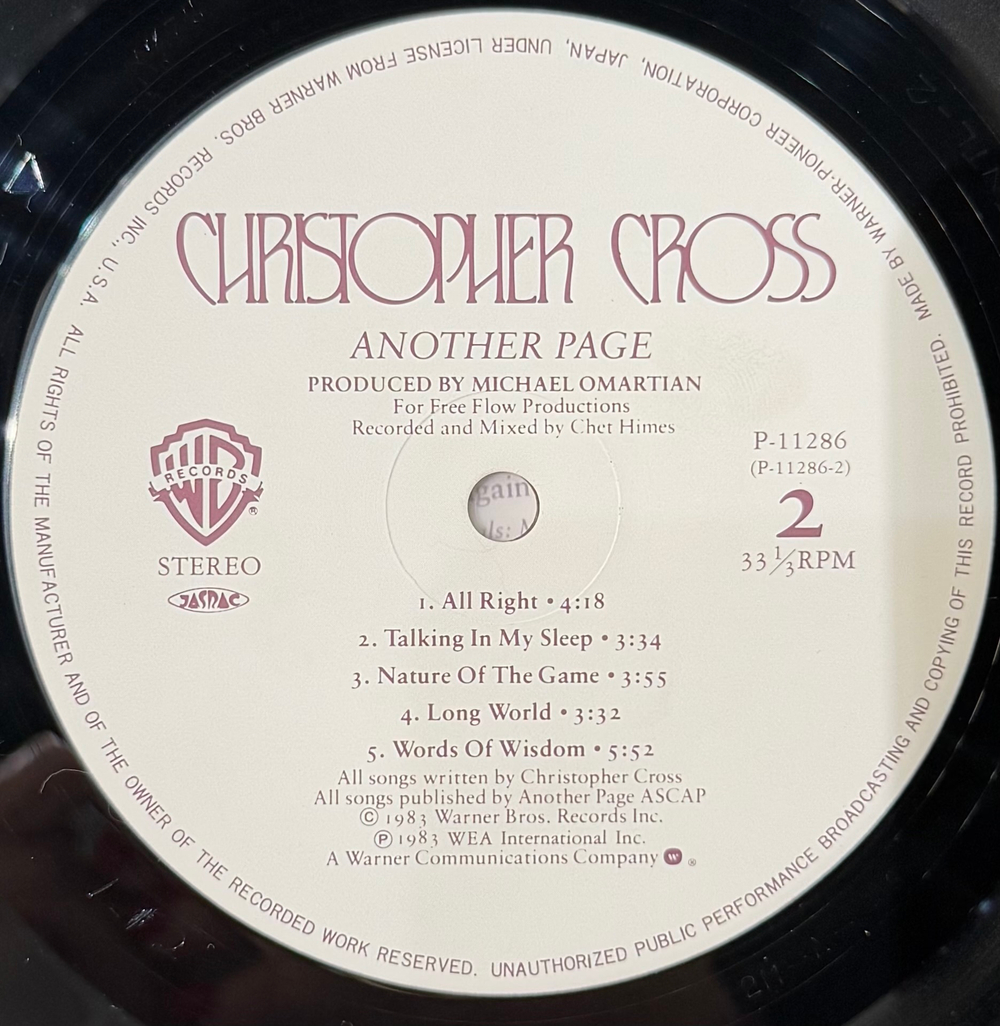 CHRISTOPHER CROSS
ANOTHER PAGE
PRODUCED BY MICHAEL OMARTIAN
For Free Flow Productions
Recorded and Mixed by Chet Himes
WB
RECORDS
®
STEREO
JASRAC
P-11286
(P-11286-2)
2
33 1/3 RPM
gain
ls:
1. All Right • 4:18
2. Talking In My Sleep • 3:34
3. Nature Of The Game • 3:55
4. Long World • 3:32
5. Words Of Wisdom • 5:52
All songs written by Christopher Cross
All songs published by Another Page ASCAP
© 1983 Warner Bros. Records Inc.
℗ 1983 WEA International Inc.
A Warner Communications Company w ®
ALL RIGHTS OF THE MANUFACTURER AND OF THE OWNER OF THE RECORDED WORK RESERVED. UNAUTHORIZED PUBLIC PERFORMANCE BROADCASTING AND COPYING OF THIS RECORD PROHIBITED. MADE BY WARNER-PIONEER CORPORATION, JAPAN, UNDER LICENSE FROM WARNER BROS. RECORDS INC., U.S.A.